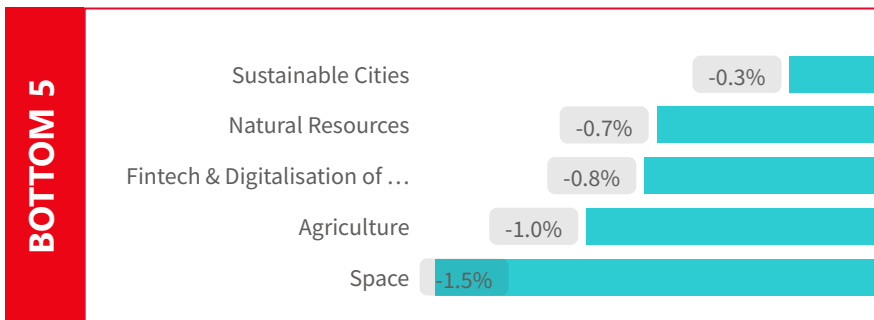 BOTTOM 5
Sustainable Cities -0.3%
Natural Resources -0.7%
Fintech & Digitalisation of … -0.8%
Agriculture -1.0%
Space -1.5%